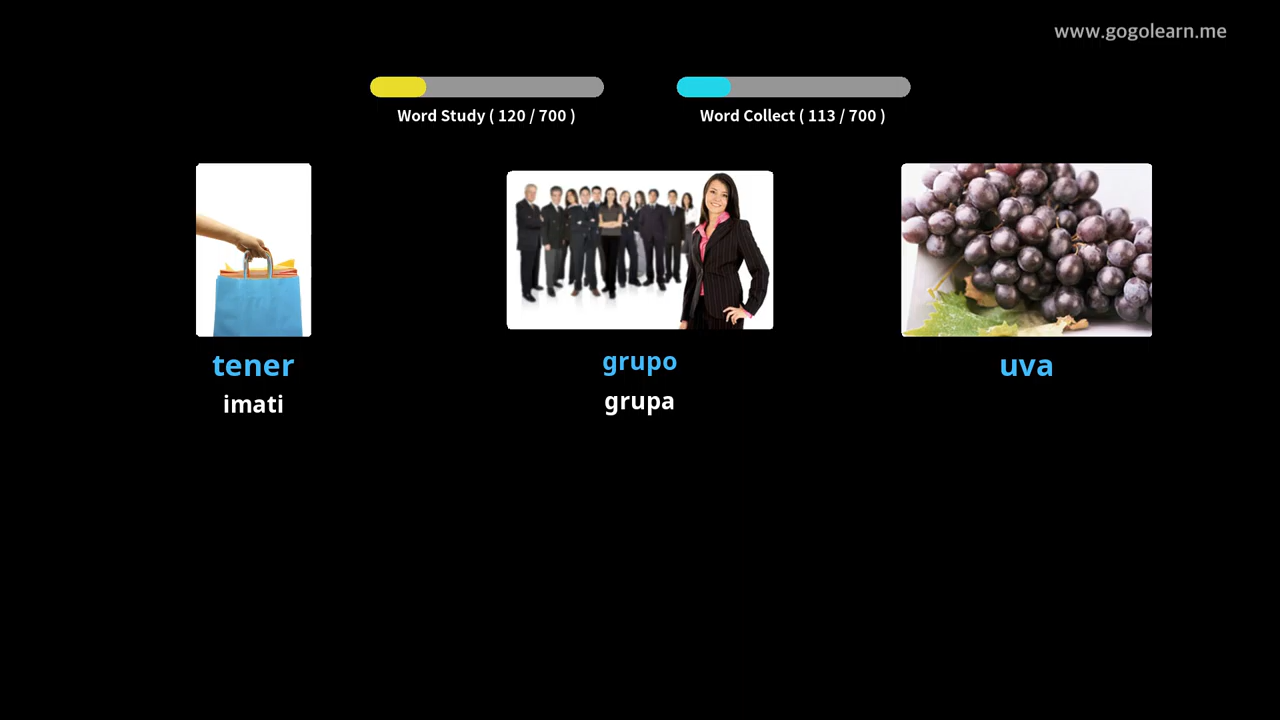 www.gogolearn.me
Word Study ( 120 / 700 )
Word Collect ( 113 / 700 )
tener
imati
grupo
grupa
uva